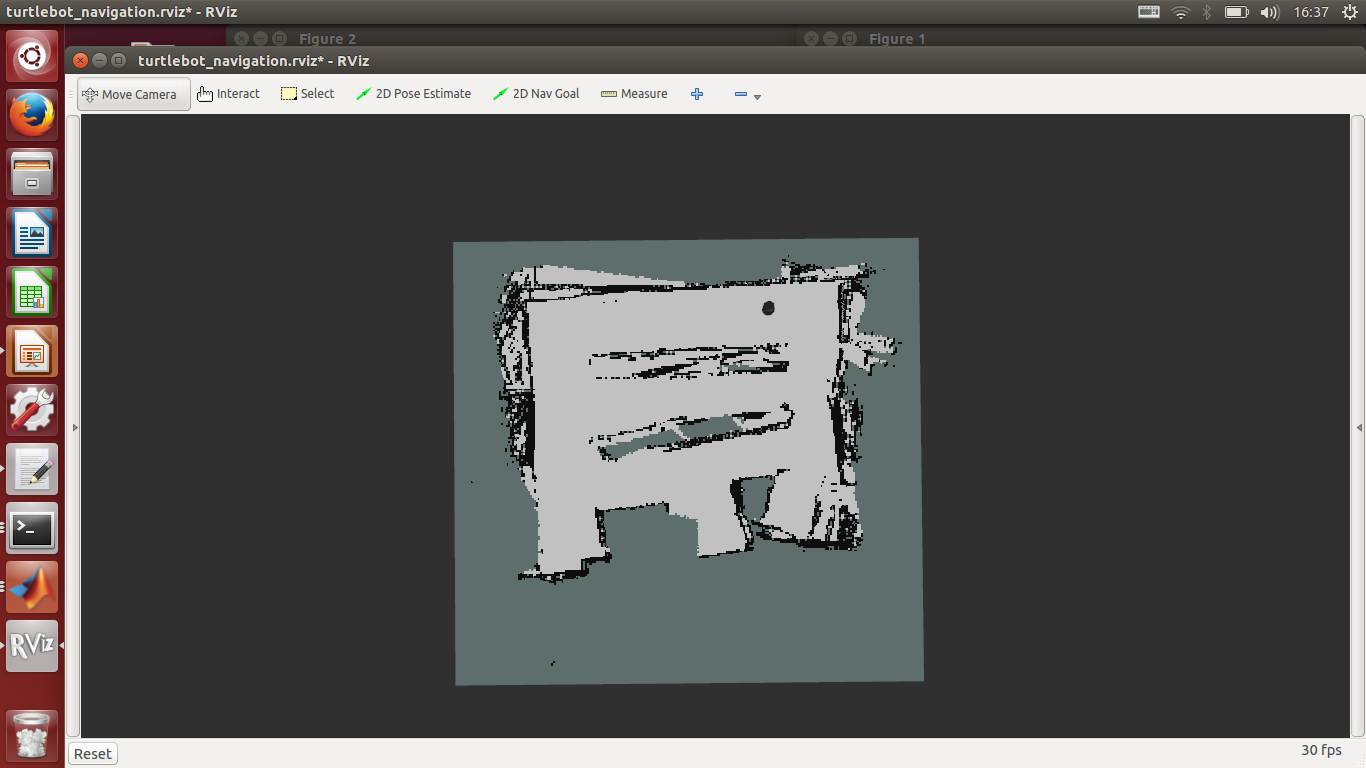 turtlebot_navigation.rviz* - RViz
16:37
Figure 2
Figure 1
turtlebot_navigation.rviz* - RViz
Move Camera
Interact
Select
2D Pose Estimate
2D Nav Goal
Measure
RViz
Reset
30 fps